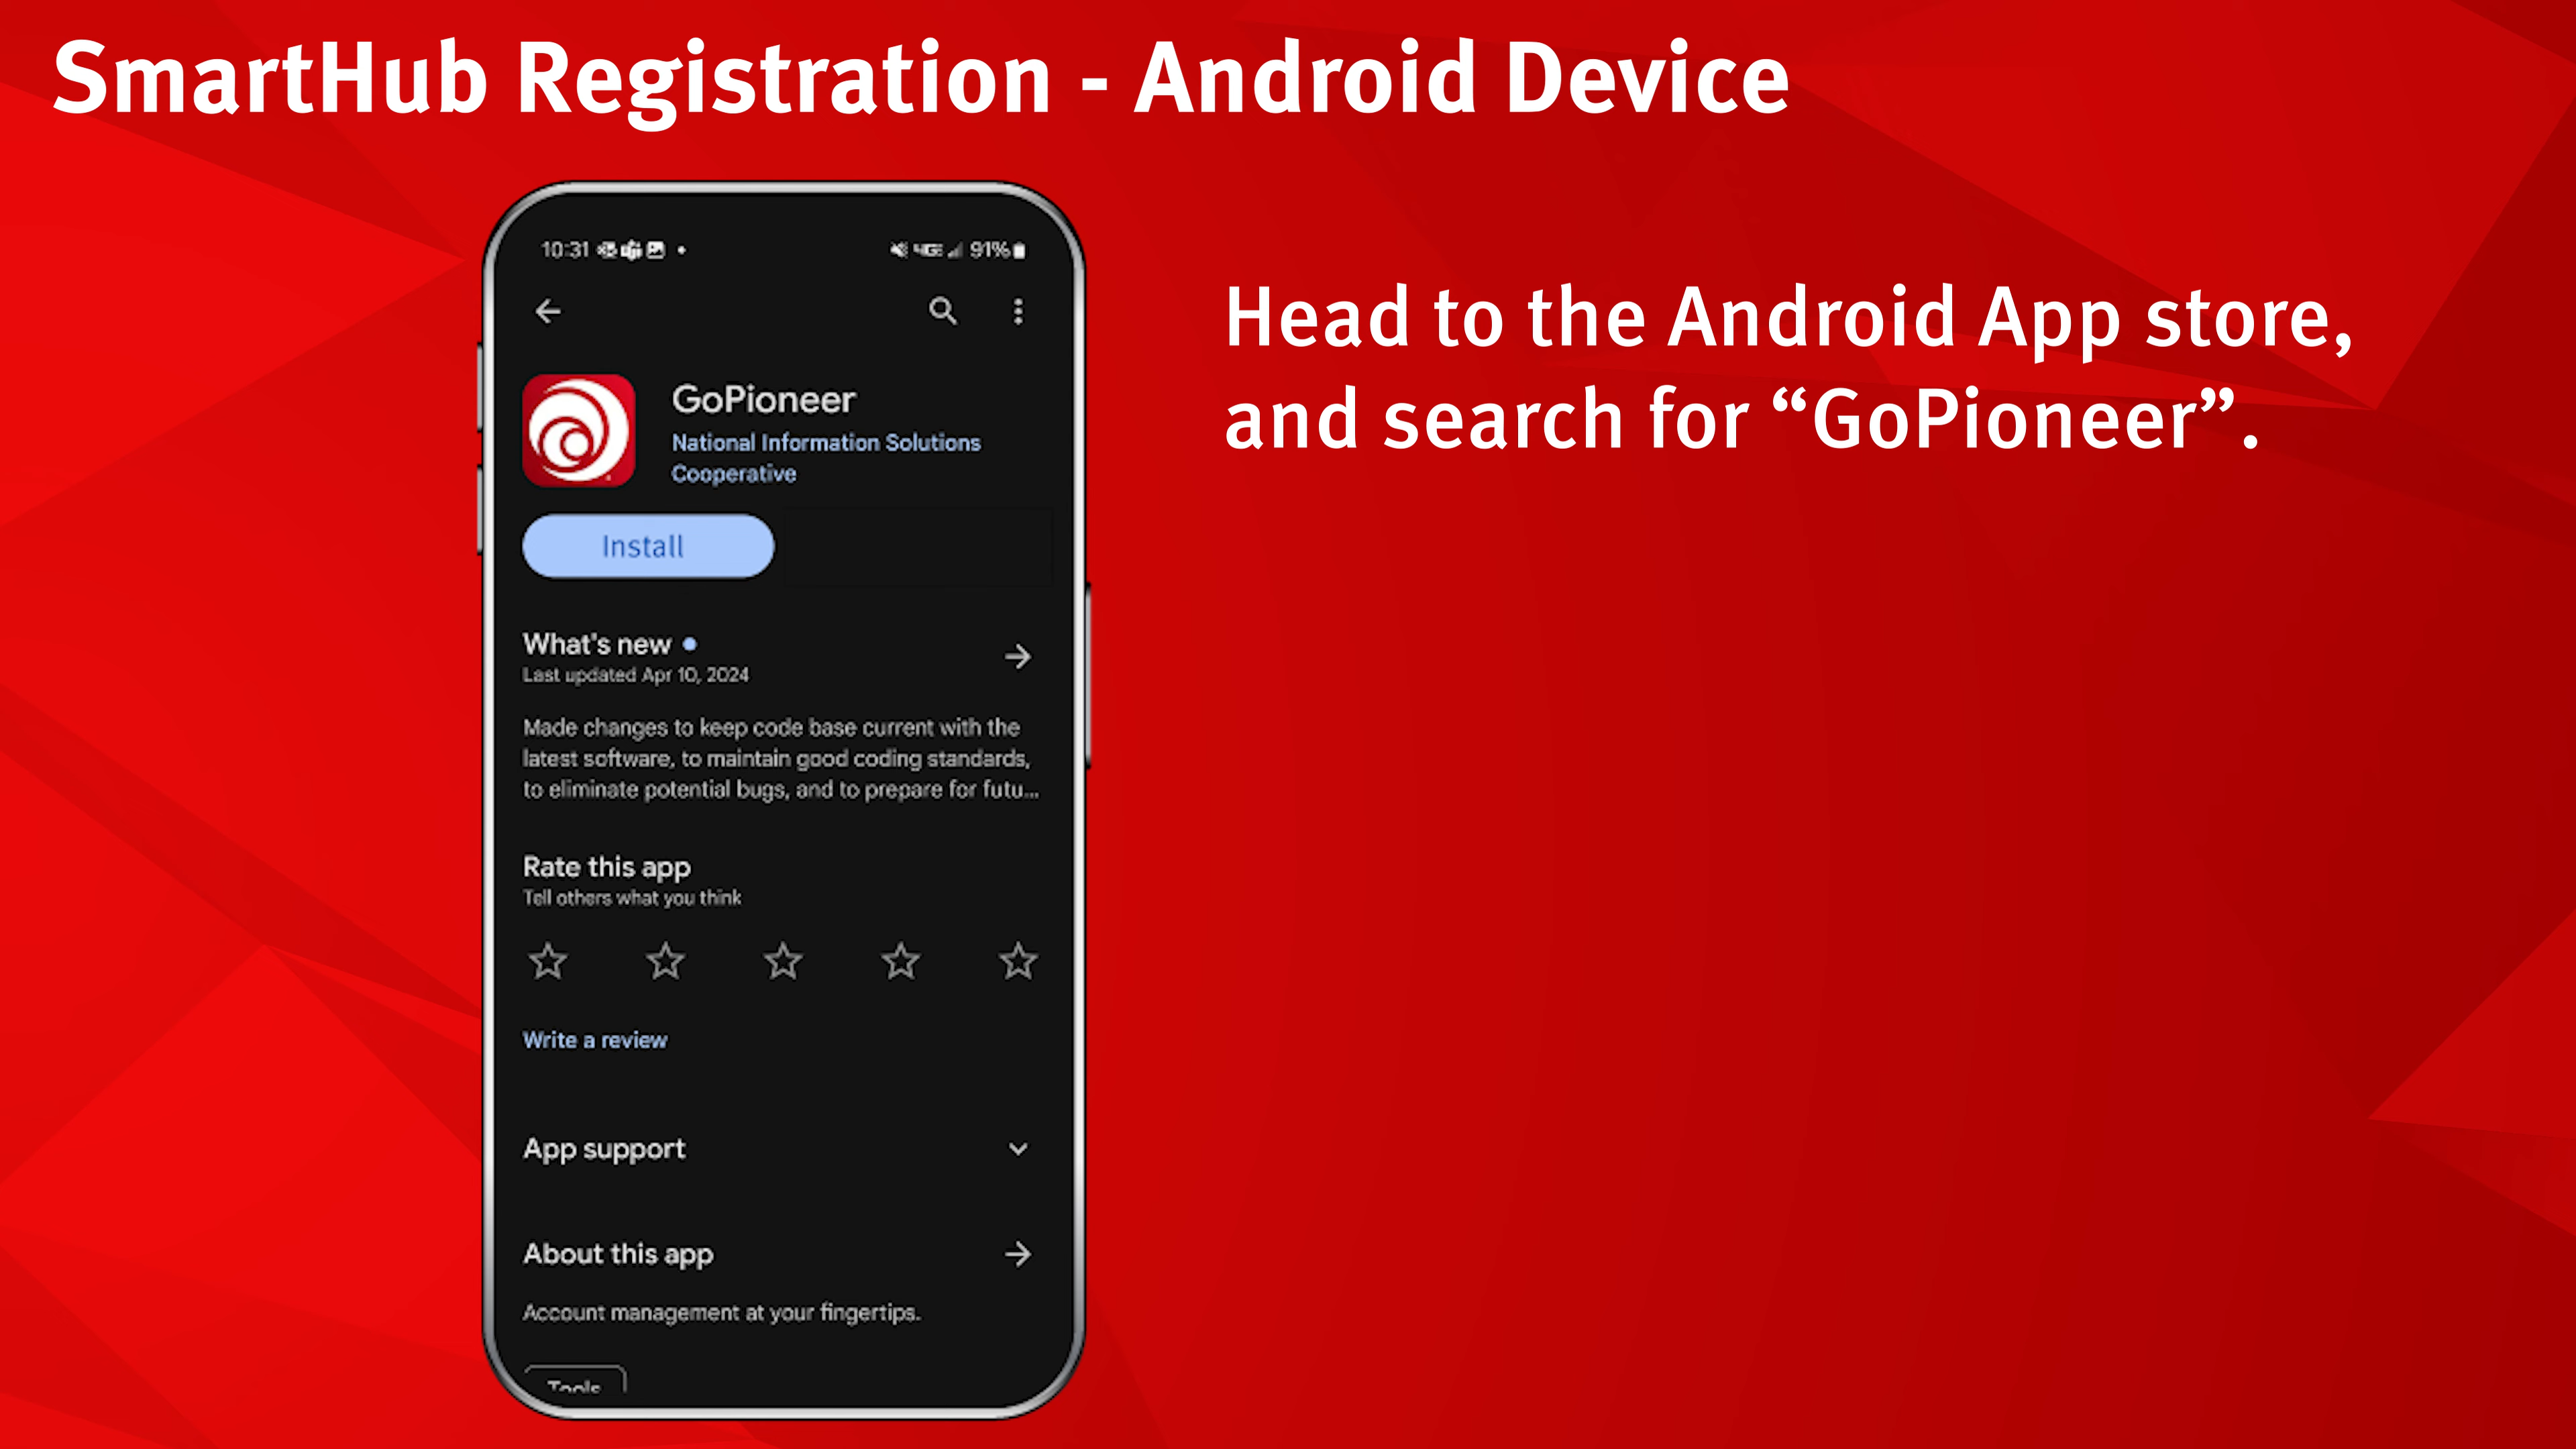 SmartHub Registration - Android Device
10:31
91%
Head to the Android App store,
and search for “GoPioneer”.
GoPioneer
National Information Solutions
Cooperative
Install
What's new
Last updated Apr 10, 2024
Made changes to keep code base current with the
latest software, to maintain good coding standards,
to eliminate potential bugs, and to prepare for futu...
Rate this app
Tell others what you think
Write a review
App support
About this app
Account management at your fingertips.
Tools